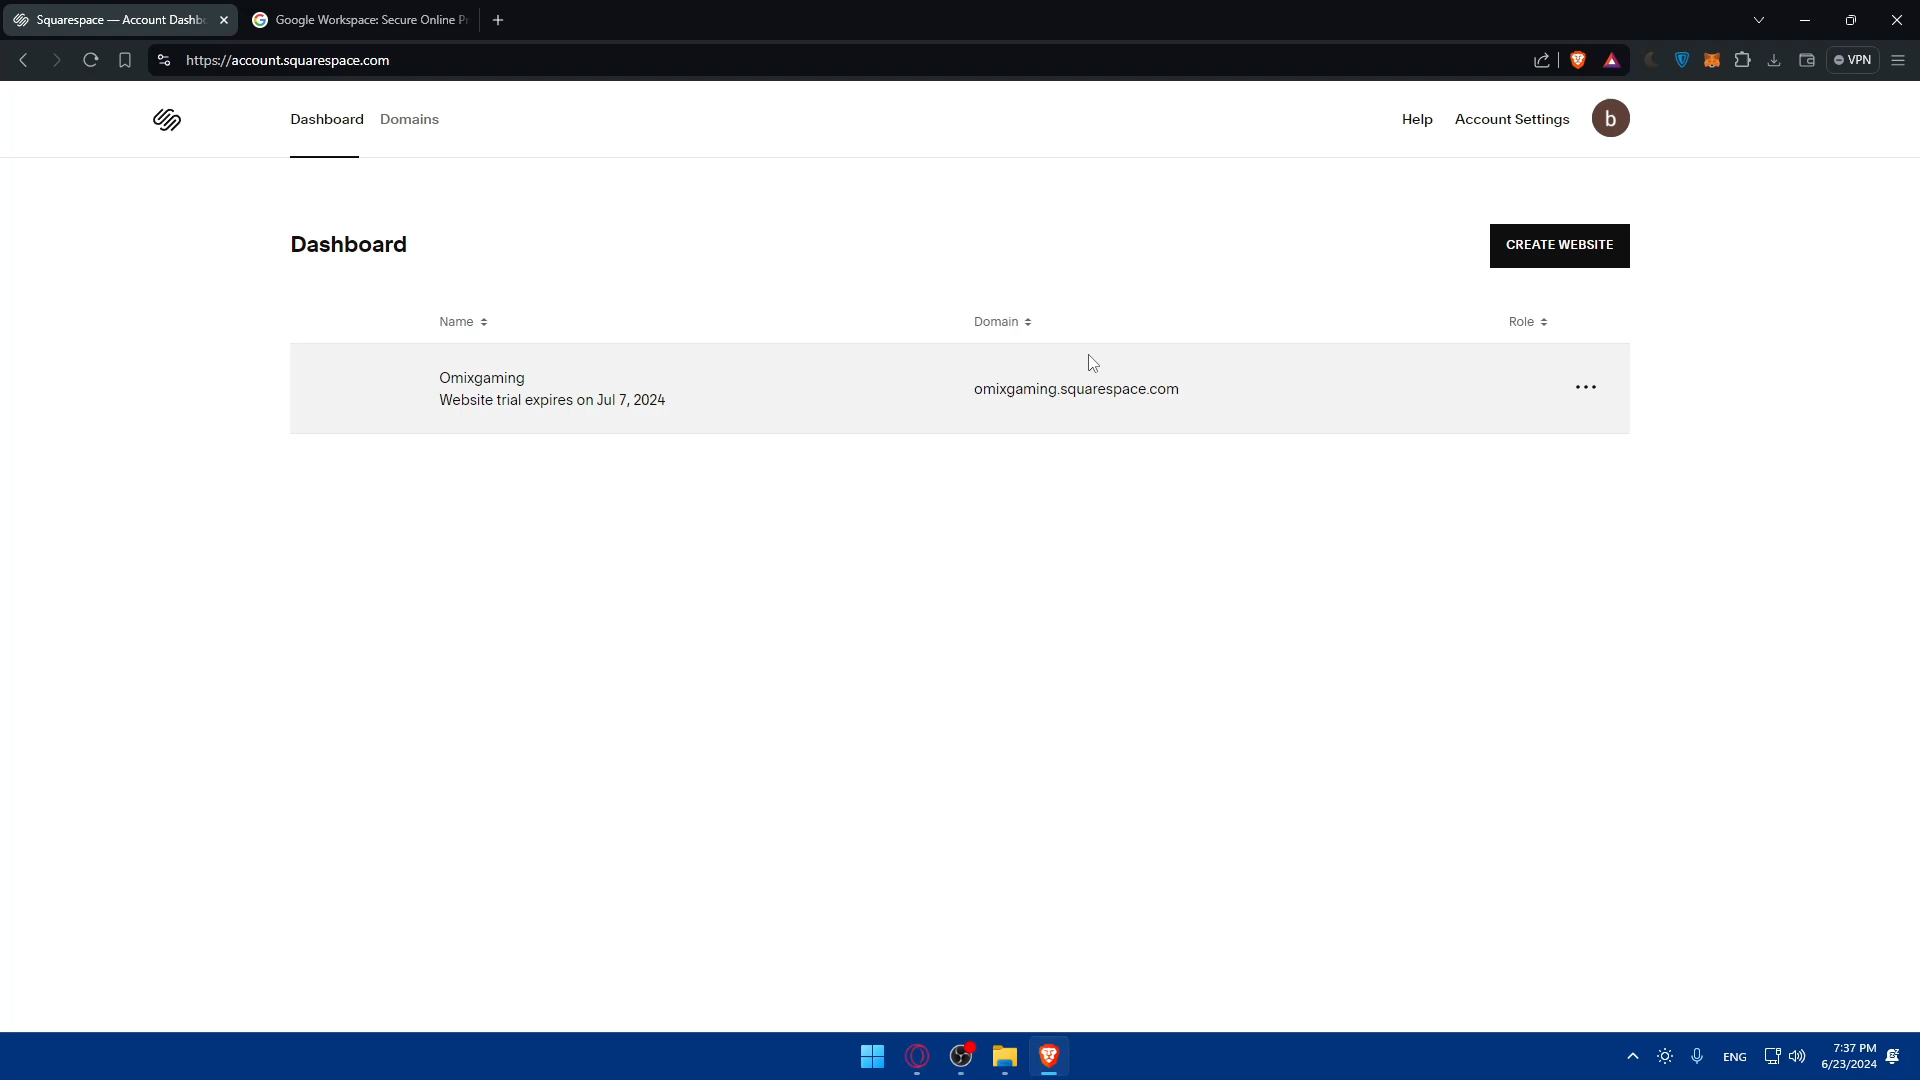 Squarespace — Account Dashb
Google Workspace: Secure Online Pr
https://account.squarespace.com
VPN
Dashboard
Domains
Help
Account Settings
b
Dashboard
CREATE WEBSITE
Name
Domain
Role
Omixgaming
Website trial expires on Jul 7, 2024
omixgaming.squarespace.com
ENG
7:37 PM
6/23/2024